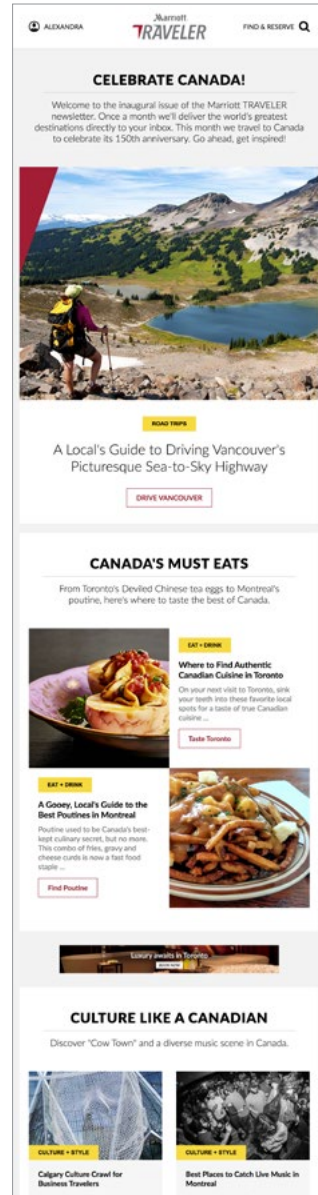 ALEXANDRA
Marriott
TRAVELER
FIND & RESERVE
CELEBRATE CANADA!
Welcome to the inaugural issue of the Marriott TRAVELER
newsletter. Once a month we'll deliver the world's greatest
destinations directly to your inbox. This month we travel to Canada
to celebrate its 150th anniversary. Go ahead, get inspired!
ROAD TRIPS
A Local's Guide to Driving Vancouver's
Picturesque Sea-to-Sky Highway
DRIVE VANCOUVER
CANADA'S MUST EATS
From Toronto's Deviled Chinese tea eggs to Montreal's
poutine, here's where to taste the best of Canada.
EAT + DRINK
Where to Find Authentic
Canadian Cuisine in Toronto
On your next visit to Toronto, sink
your teeth into these favorite local
spots for a taste of true Canadian
cuisine ...
Taste Toronto
EAT + DRINK
A Gooey, Local's Guide to the
Best Poutines in Montreal
Poutine used to be Canada's best-
kept culinary secret, but no more.
This combo of fries, gravy and
cheese curds is now a fast food
staple ...
Find Poutine
Luxury awaits in Toronto
BOOK NOW
CULTURE LIKE A CANADIAN
Discover "Cow Town" and a diverse music scene in Canada.
CULTURE + STYLE
Calgary Culture Crawl for
Business Travelers
CULTURE + STYLE
Best Places to Catch Live Music in
Montreal